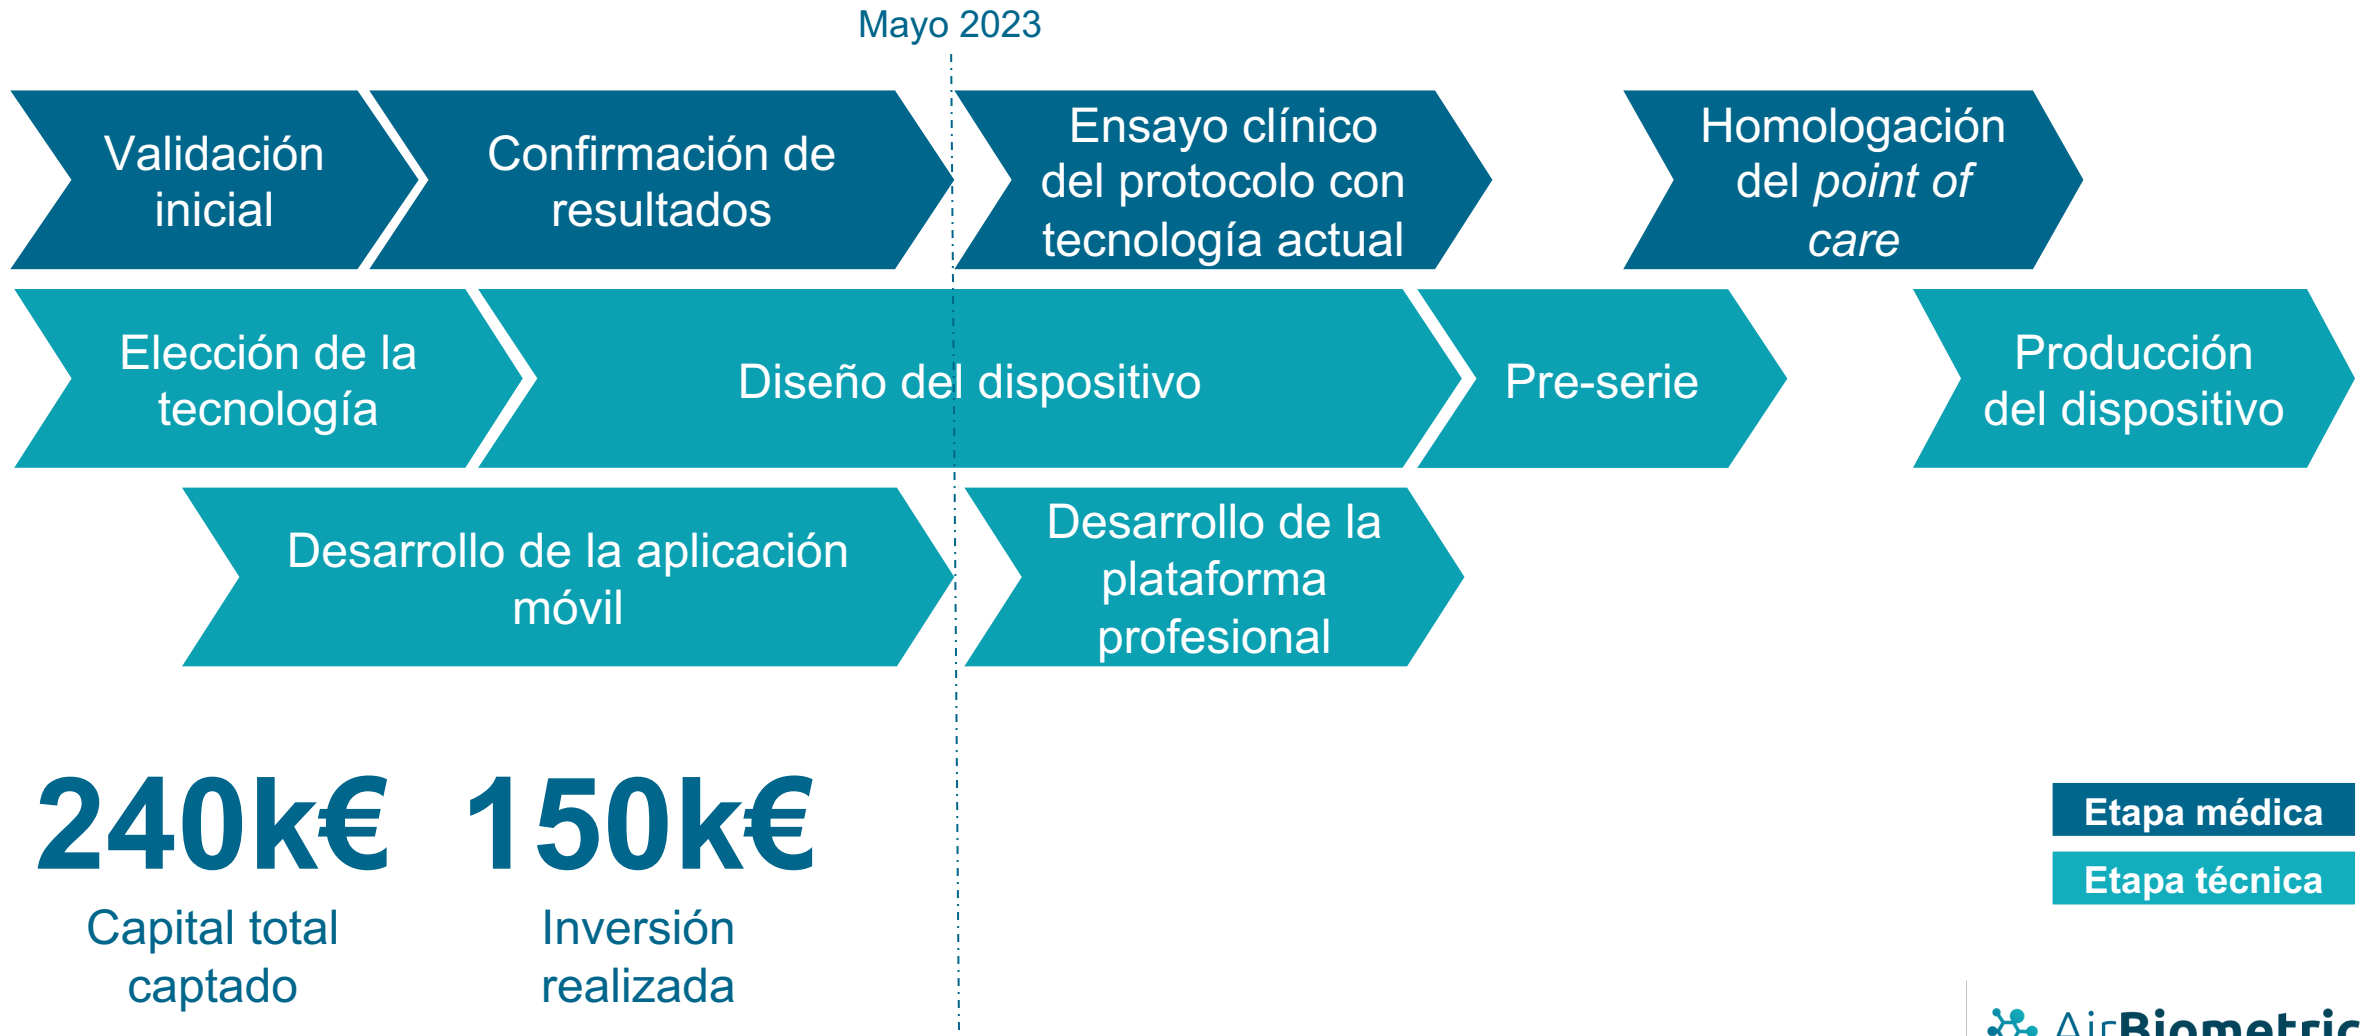 Mayo 2023
Validación
inicial
Confirmación de
resultados
Ensayo clínico
del protocolo con
tecnología actual
Homologación
del point of
care
Elección de la
tecnología
Diseño del dispositivo
Pre-serie
Producción
del dispositivo
Desarrollo de la aplicación
móvil
Desarrollo de la
plataforma
profesional
240k€
Capital total
captado
150k€
Inversión
realizada
Etapa médica
Etapa técnica
AirBiometric